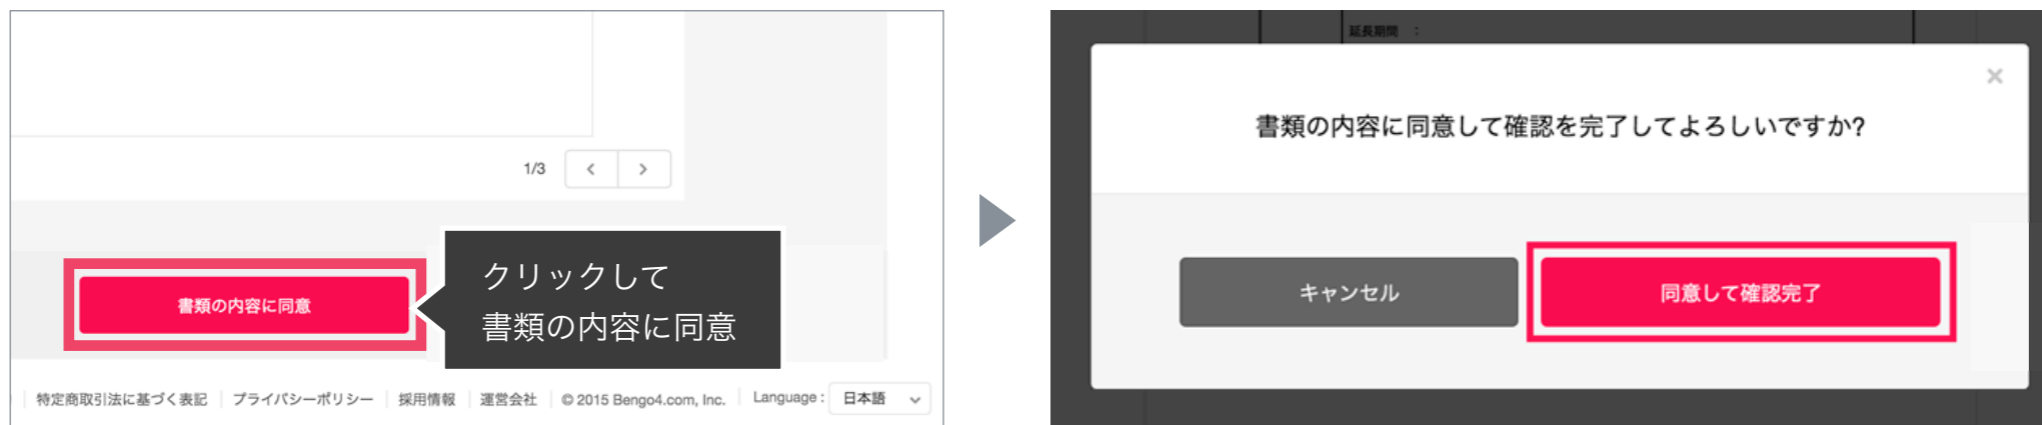 1/3
書類の内容に同意
クリックして
書類の内容に同意
特定商取引法に基づく表記 プライバシーポリシー 採用情報 運営会社 © 2015 Bengo4.com, Inc. Language : 日本語
延長期間 :
書類の内容に同意して確認を完了してよろしいですか?
キャンセル
同意して確認完了